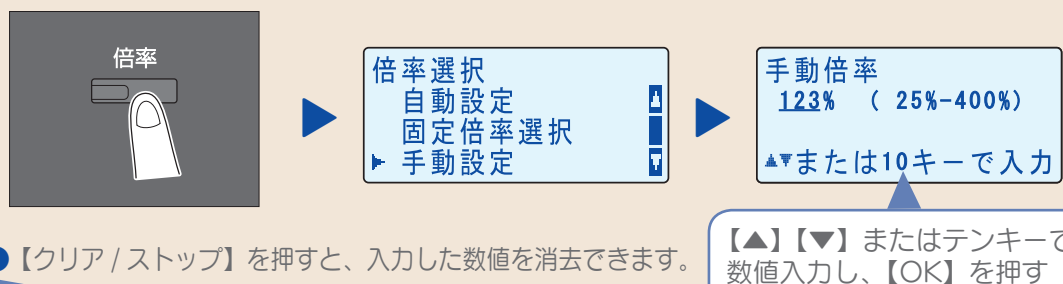 倍率
倍率選択
自動設定
固定倍率選択
▶ 手動設定
手動倍率
123% ( 25%-400%)
▲▼または10キーで入力
●【クリア / ストップ】を押すと、入力した数値を消去できます。
【▲】【▼】またはテンキーで
数値入力し、【OK】を押す